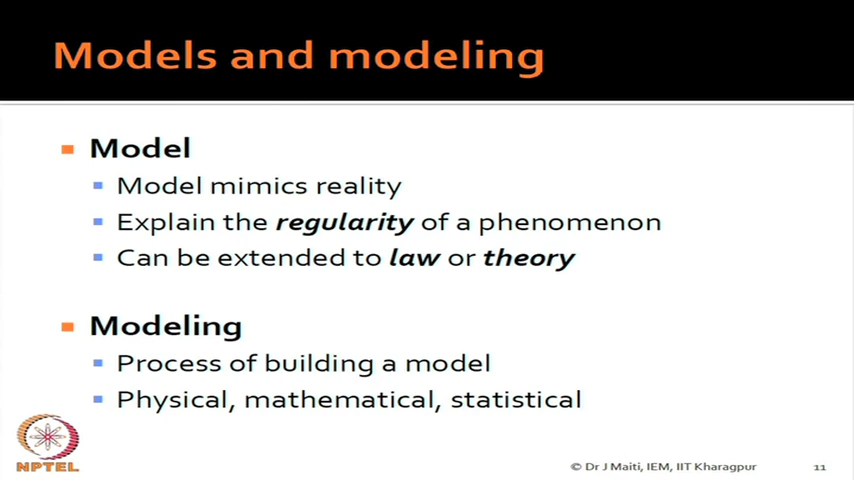 Models and modeling
Model
Model mimics reality
Explain the regularity of a phenomenon
Can be extended to law or theory
Modeling
Process of building a model
Physical, mathematical, statistical
NPTEL
© Dr J Maiti, IEM, IIT Kharagpur
11